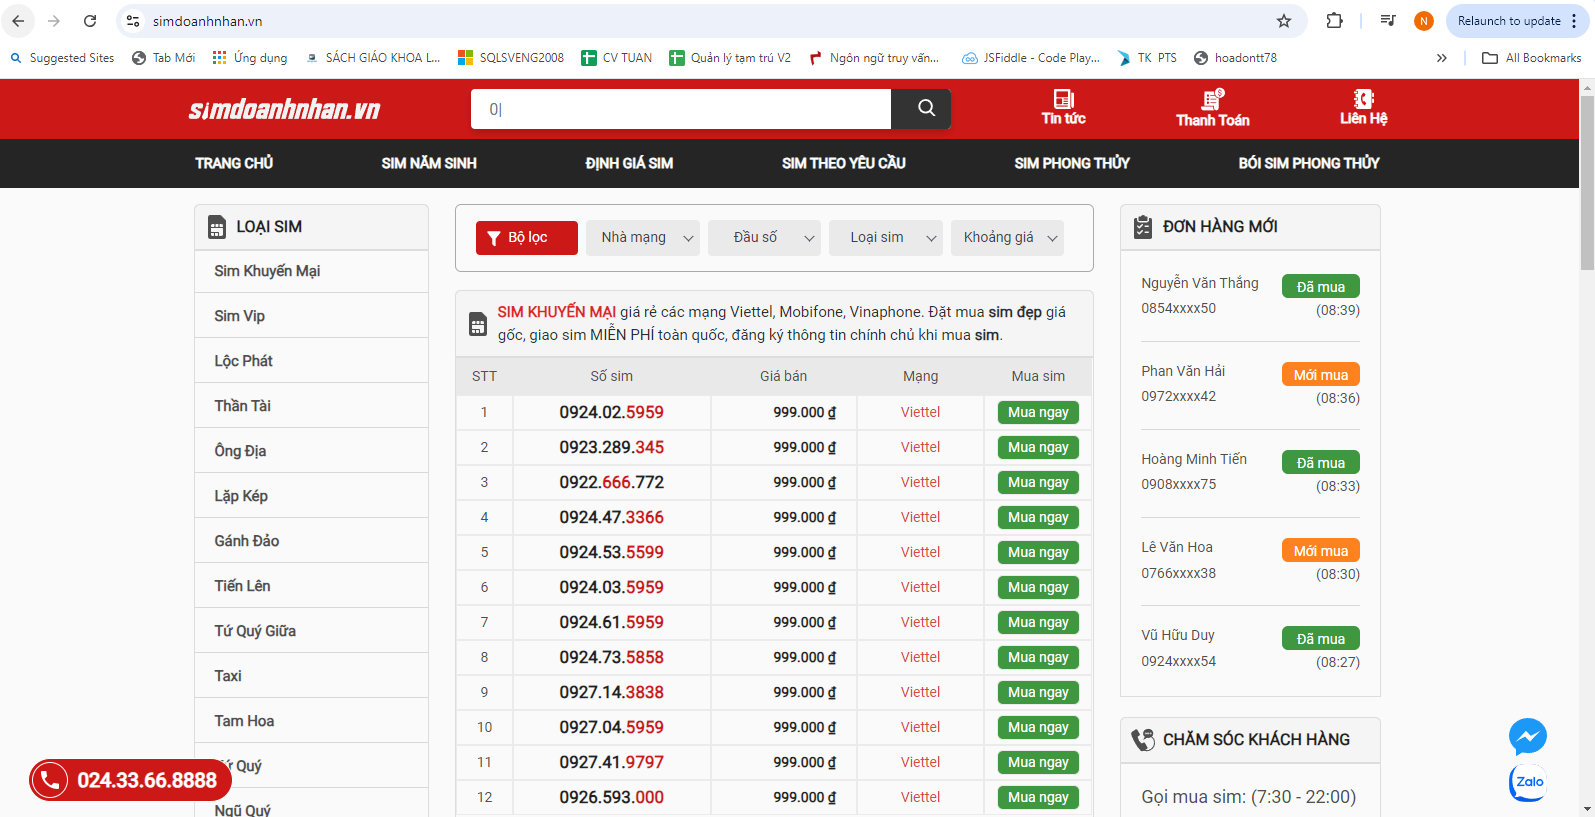 simdoanhnhan.vn
Relaunch to update
N
Suggested Sites
Tab Mới
Ứng dụng
SÁCH GIÁO KHOA L...
SQLSVENG2008
CV TUAN
Quản lý tạm trú V2
Ngôn ngữ truy vấn...
JSFiddle - Code Play...
TK PTS
hoadontt78
»
All Bookmarks
simdoanhnhan.vn
0|
Tin tức
Thanh Toán
Liên Hệ
TRANG CHỦ
SIM NĂM SINH
ĐỊNH GIÁ SIM
SIM THEO YÊU CẦU
SIM PHONG THỦY
BÓI SIM PHONG THỦY
LOẠI SIM
Sim Khuyến Mại
Sim Vip
Lộc Phát
Thần Tài
Ông Địa
Lặp Kép
Gánh Đảo
Tiến Lên
Tứ Quý Giữa
Taxi
Tam Hoa
Quý
Ngũ Quý
024.33.66.8888
Bộ lọc
Nhà mạng
Đầu số
Loại sim
Khoảng giá
SIM KHUYẾN MẠI giá rẻ các mạng Viettel, Mobifone, Vinaphone. Đặt mua sim đẹp giá
gốc, giao sim MIỄN PHÍ toàn quốc, đăng ký thông tin chính chủ khi mua sim.
STT Số sim Giá bán Mạng Mua sim
1 0924.02.5959 999.000 ₫ Viettel Mua ngay
2 0923.289.345 999.000 ₫ Viettel Mua ngay
3 0922.666.772 999.000 ₫ Viettel Mua ngay
4 0924.47.3366 999.000 ₫ Viettel Mua ngay
5 0924.53.5599 999.000 ₫ Viettel Mua ngay
6 0924.03.5959 999.000 ₫ Viettel Mua ngay
7 0924.61.5959 999.000 ₫ Viettel Mua ngay
8 0924.73.5858 999.000 ₫ Viettel Mua ngay
9 0927.14.3838 999.000 ₫ Viettel Mua ngay
10 0927.04.5959 999.000 ₫ Viettel Mua ngay
11 0927.41.9797 999.000 ₫ Viettel Mua ngay
12 0926.593.000 999.000 ₫ Viettel Mua ngay
ĐƠN HÀNG MỚI
Nguyễn Văn Thắng Đã mua
0854xxxx50 (08:39)
Phan Văn Hải Mới mua
0972xxxx42 (08:36)
Hoàng Minh Tiến Đã mua
0908xxxx75 (08:33)
Lê Văn Hoa Mới mua
0766xxxx38 (08:30)
Vũ Hữu Duy Đã mua
0924xxxx54 (08:27)
CHĂM SÓC KHÁCH HÀNG
Gọi mua sim: (7:30 - 22:00)
Zalo